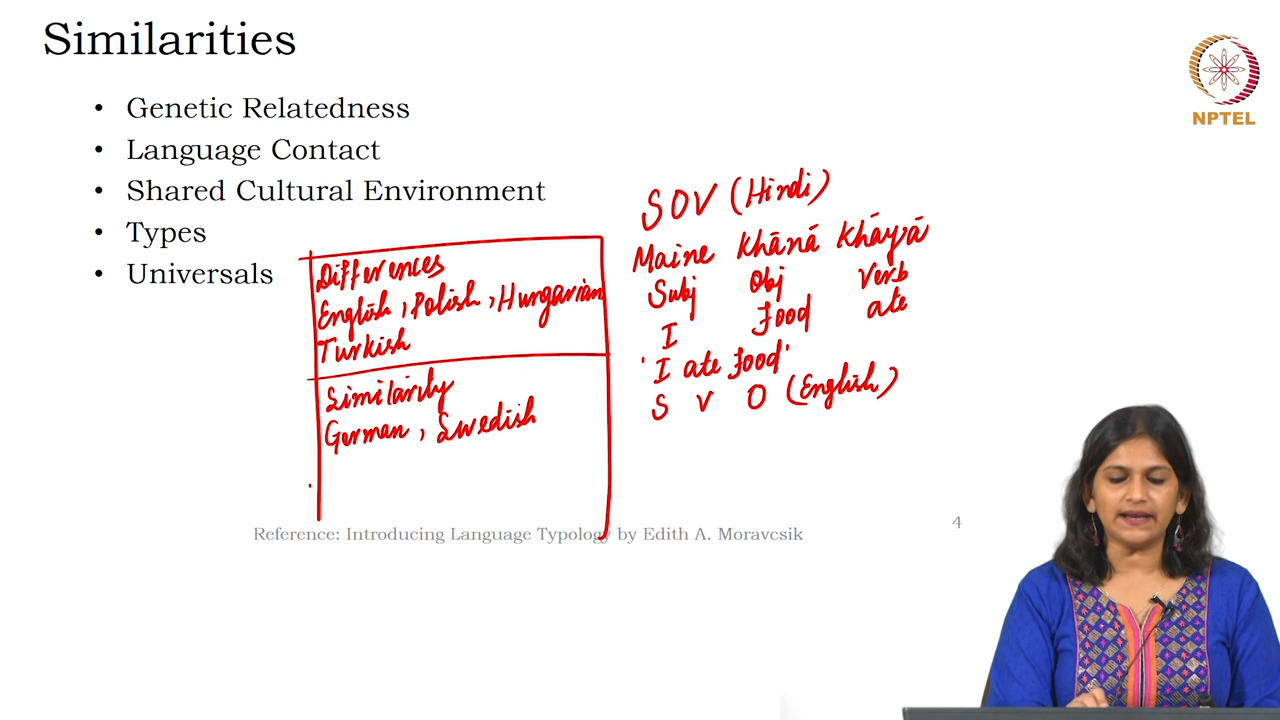 Similarities
• Genetic Relatedness
• Language Contact
• Shared Cultural Environment
• Types
• Universals
Differences
English, Polish, Hungarian
Turkish
Similarity
German, Swedish
SOV (Hindi)
Maine Khānā Khāyā
Subj Obj Verb
I Food ate
'I ate food'
S V O (English)
Reference: Introducing Language Typology by Edith A. Moravcsik
4
NPTEL